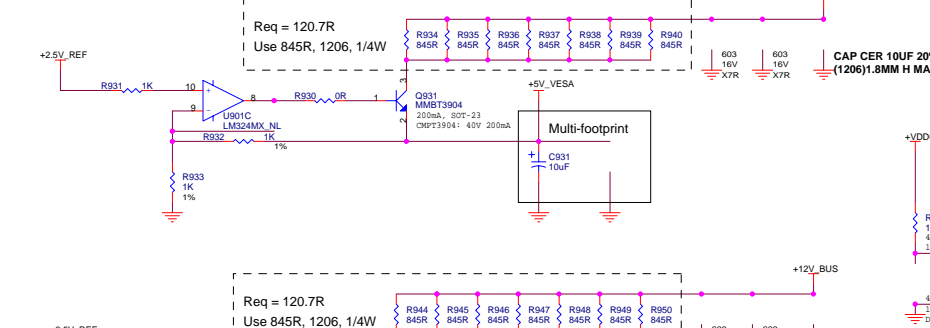 Req = 120.7R
Use 845R, 1206, 1/4W
R934 R935 R936 R937 R938 R939 R940
845R 845R 845R 845R 845R 845R 845R
603 603
16V 16V
X7R X7R
CAP CER 10UF 20
(1206)1.8MM H MA
+2.5V_REF
R931 1K
10
+
9
-
8
U901C
LM324MX_NL
R930 0R
1
3
2
Q931
MMBT3904
200mA, SOT-23
CMPT3904: 40V 200mA
R932 1K
1%
R933
1K
1%
+5V_VESA
Multi-footprint
+
C931
10uF
+12V_BUS
Req = 120.7R
Use 845R, 1206, 1/4W
R944 R945 R946 R947 R948 R949 R950
845R 845R 845R 845R 845R 845R 845R